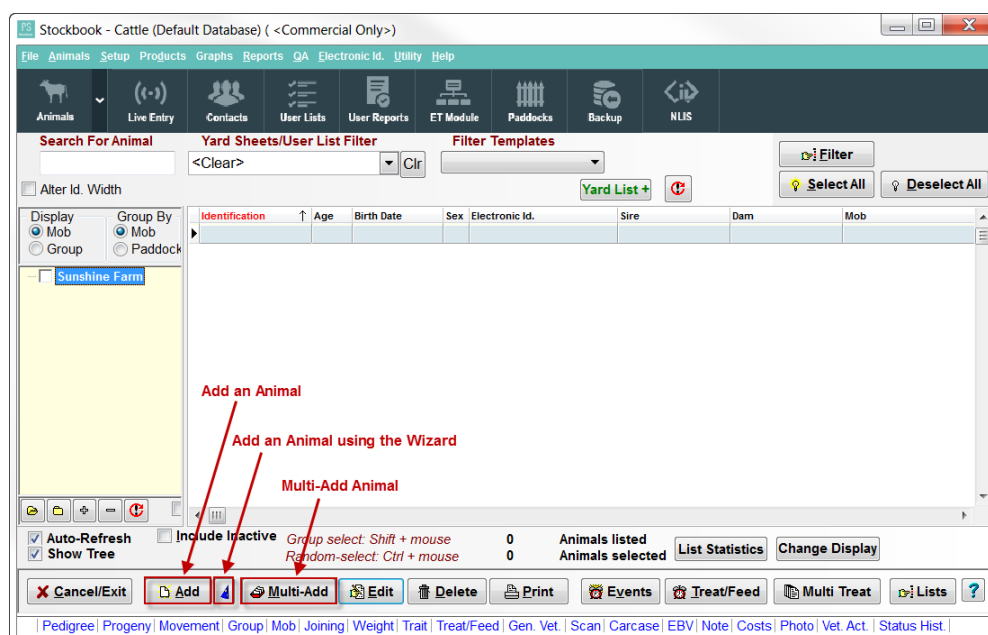 PS
Stockbook - Cattle (Default Database) ( <Commercial Only>)
File Animals Setup Products Graphs Reports QA Electronic Id. Utility Help
Animals Live Entry Contacts User Lists User Reports ET Module Paddocks Backup NLIS
Search For Animal Yard Sheets/User List Filter Filter Templates
<Clear> Clr Filter
Alter Id. Width Yard List + Select All Deselect All
Display Group By Identification Age Birth Date Sex Electronic Id. Sire Dam Mob
Mob Mob
Group Paddock
Sunshine Farm
Add an Animal
Add an Animal using the Wizard
Multi-Add Animal
Auto-Refresh Include Inactive Group select: Shift + mouse 0 Animals listed
Show Tree Random-select: Ctrl + mouse 0 Animals selected List Statistics Change Display
Cancel/Exit Add Multi-Add Edit Delete Print Events Treat/Feed Multi Treat Lists ?
| Pedigree | Progeny | Movement | Group | Mob | Joining | Weight | Trait | Treat/Feed | Gen. Vet. | Scan | Carcase | EBV | Note | Costs | Photo | Vet. Act. | Status Hist. |